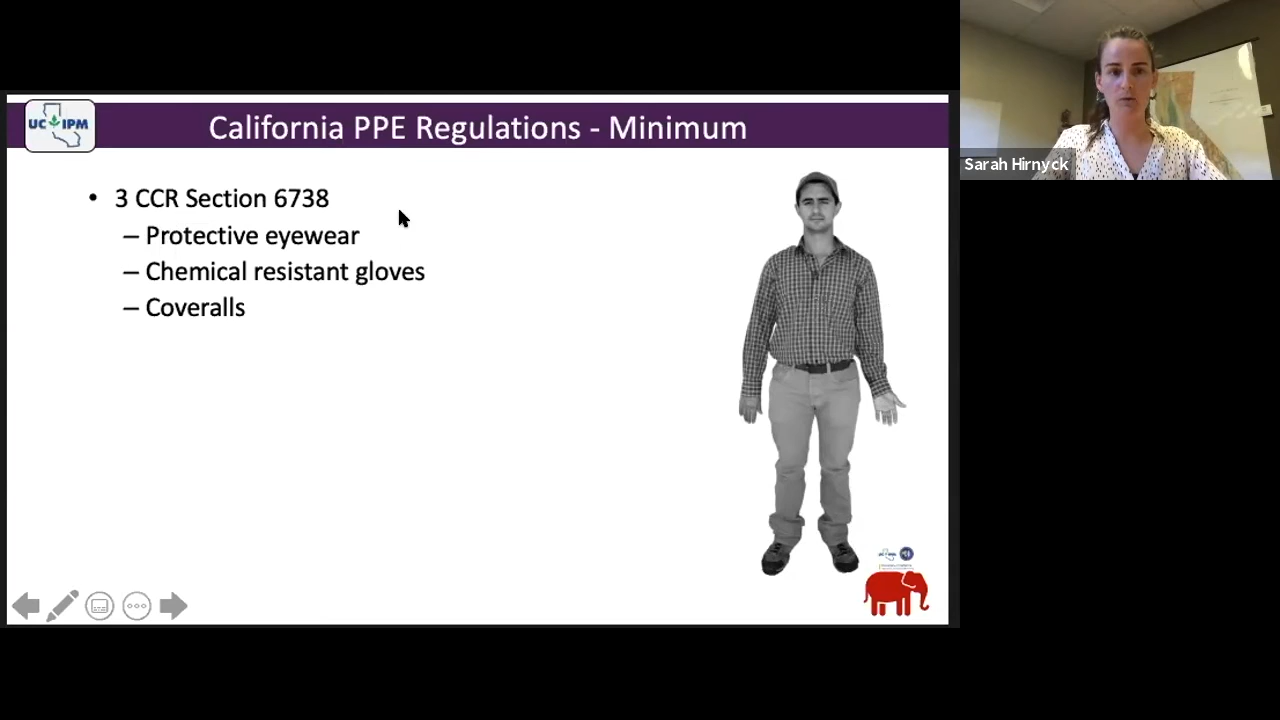 UC IPM
California PPE Regulations - Minimum
• 3 CCR Section 6738
– Protective eyewear
– Chemical resistant gloves
– Coveralls
Sarah Hirnyck